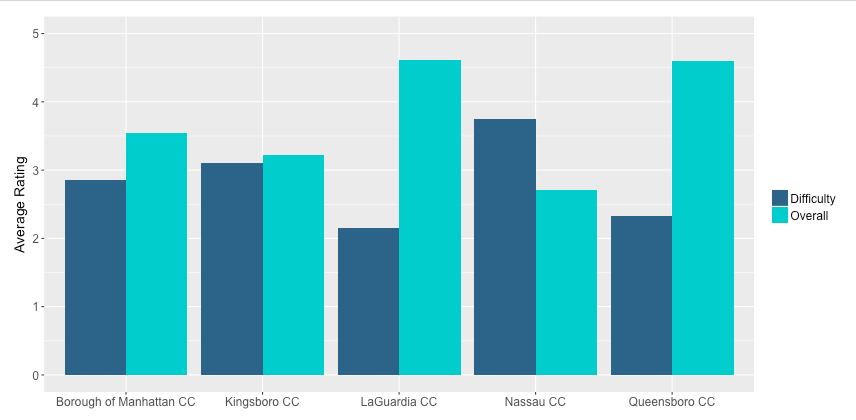 5
4
3
2
1
0
Average Rating
Borough of Manhattan CC Kingsboro CC LaGuardia CC Nassau CC Queensboro CC
Difficulty
Overall